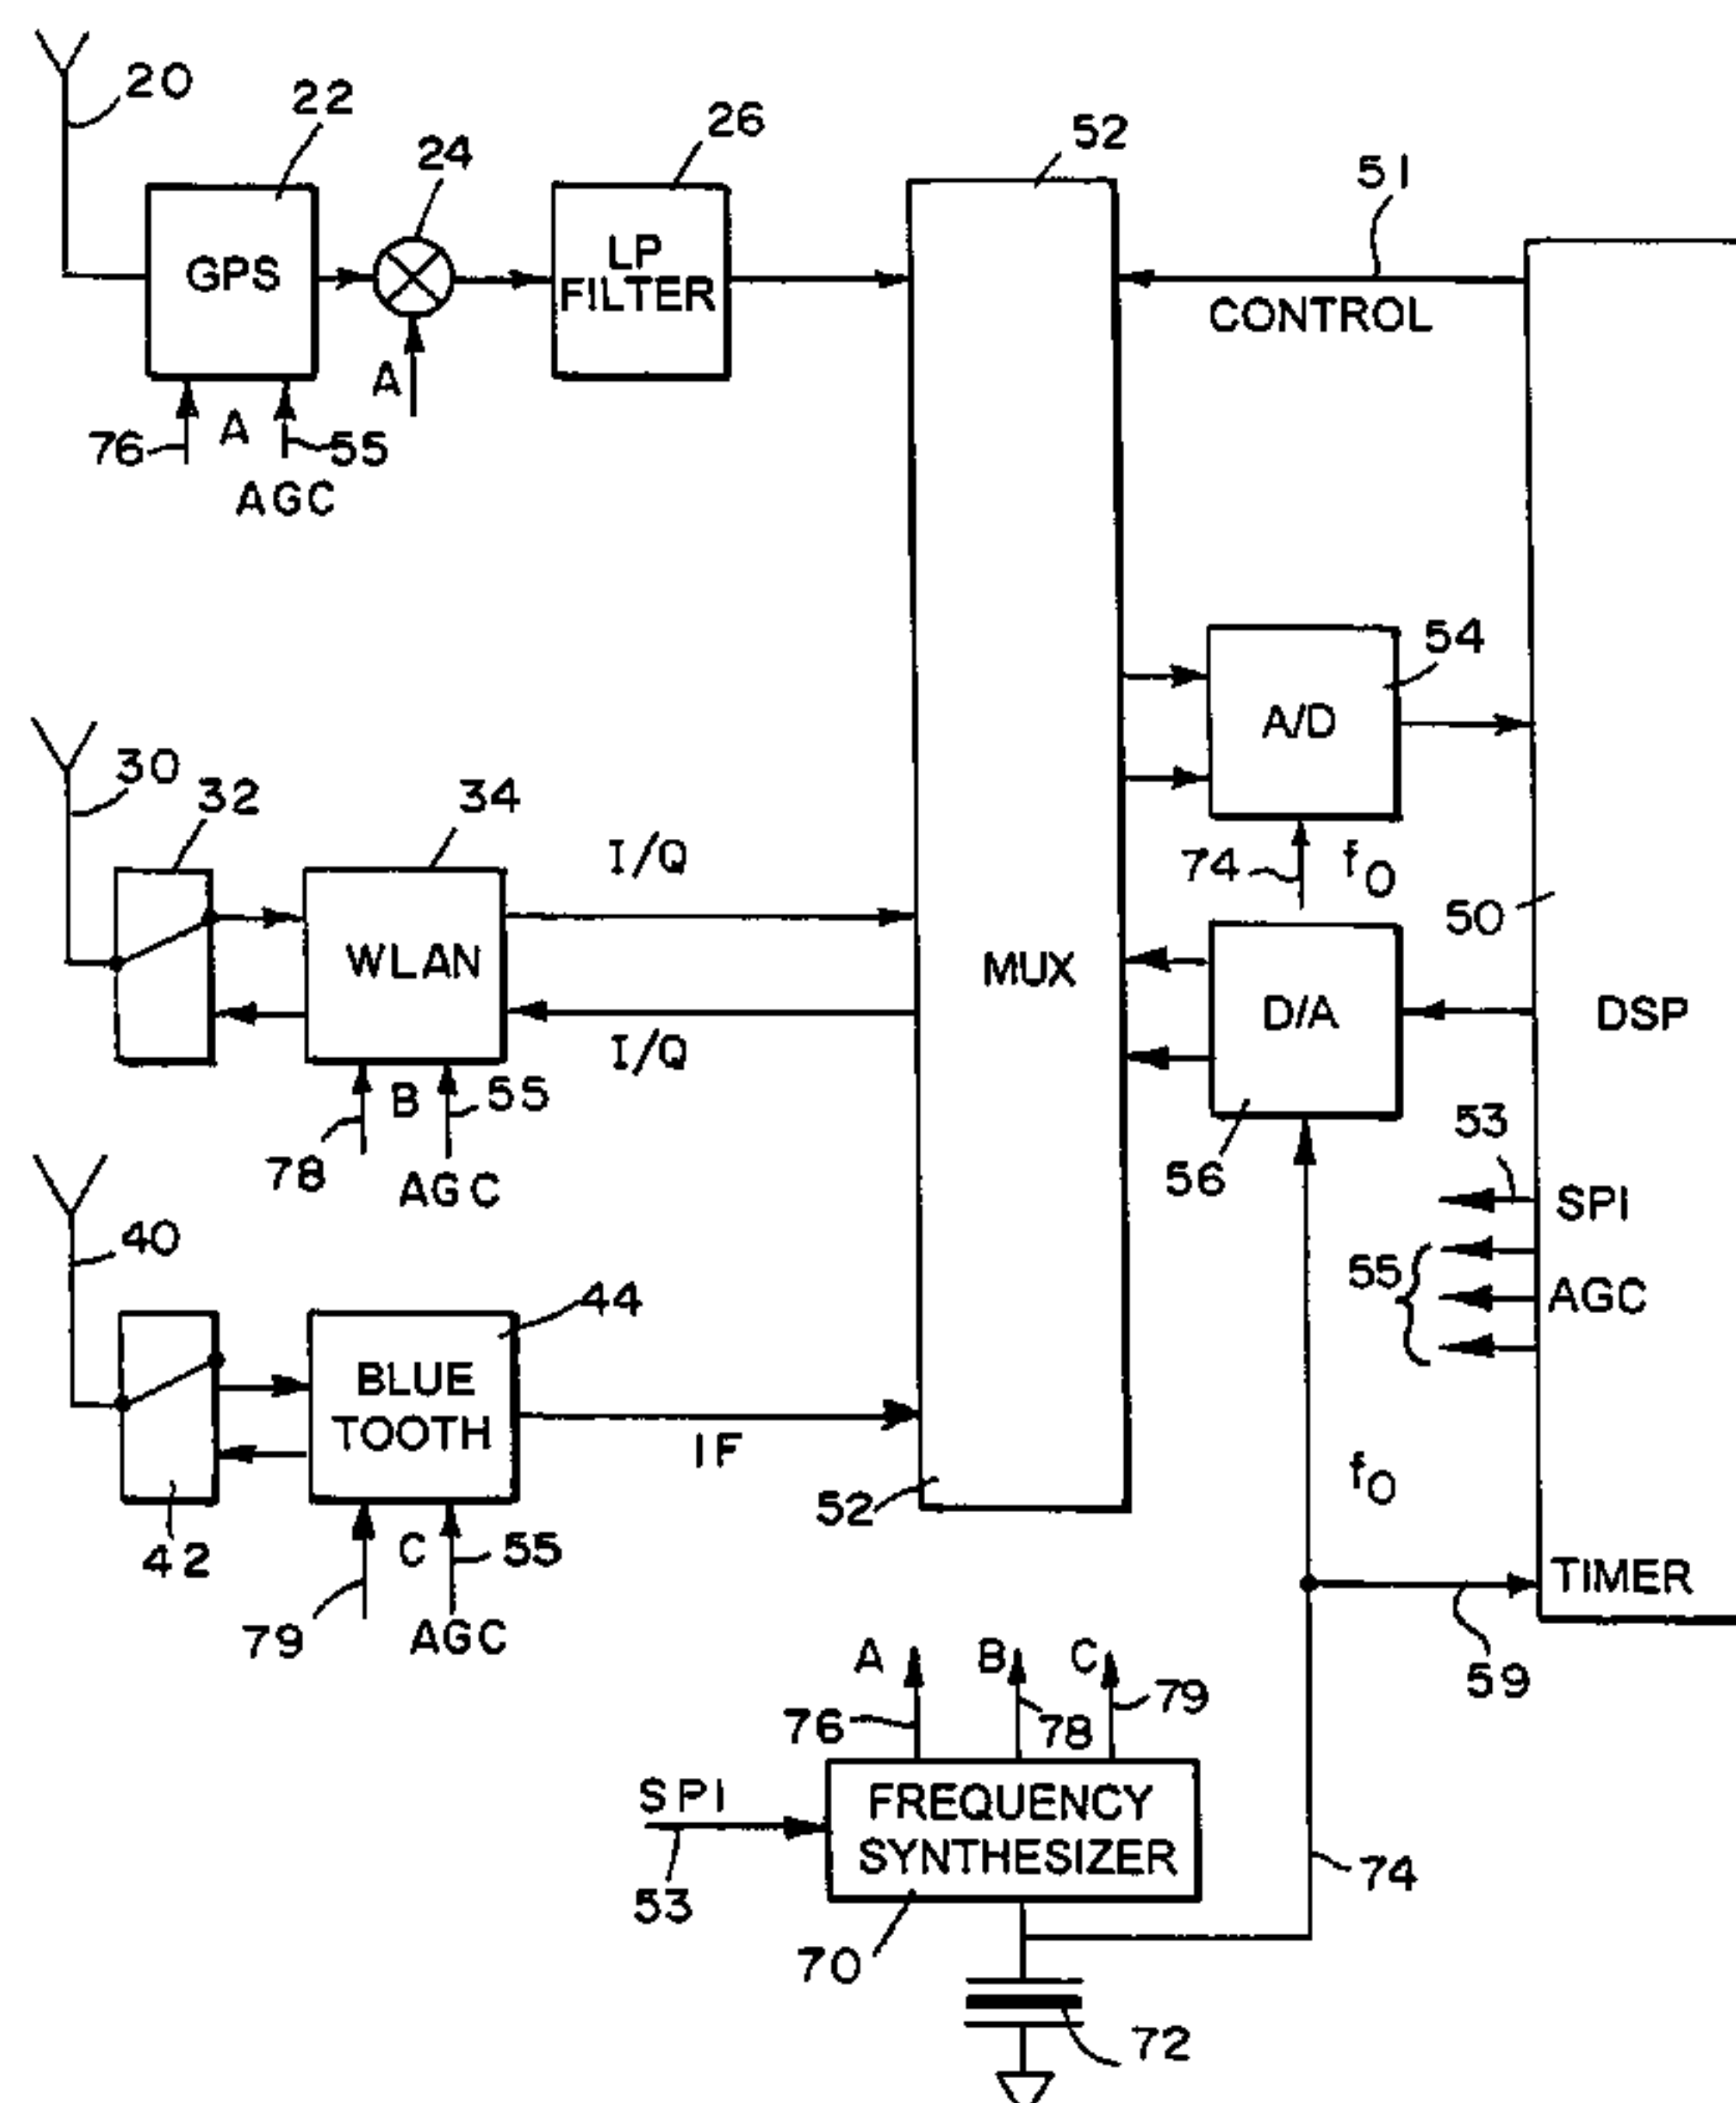 20
22
24
26
52
51
GPS
LP
FILTER
CONTROL
A
76
A
55
AGC
54
A/D
30
32
34
I/Q
74
fO
50
WLAN
MUX
D/A
DSP
I/Q
B
55
78
AGC
56
53
SPI
40
55
AGC
44
BLUE
TOOTH
IF
52
fO
42
C
55
TIMER
79
AGC
A
B
C
59
76
78
79
SPI
FREQUENCY
SYNTHESIZER
53
74
70
72